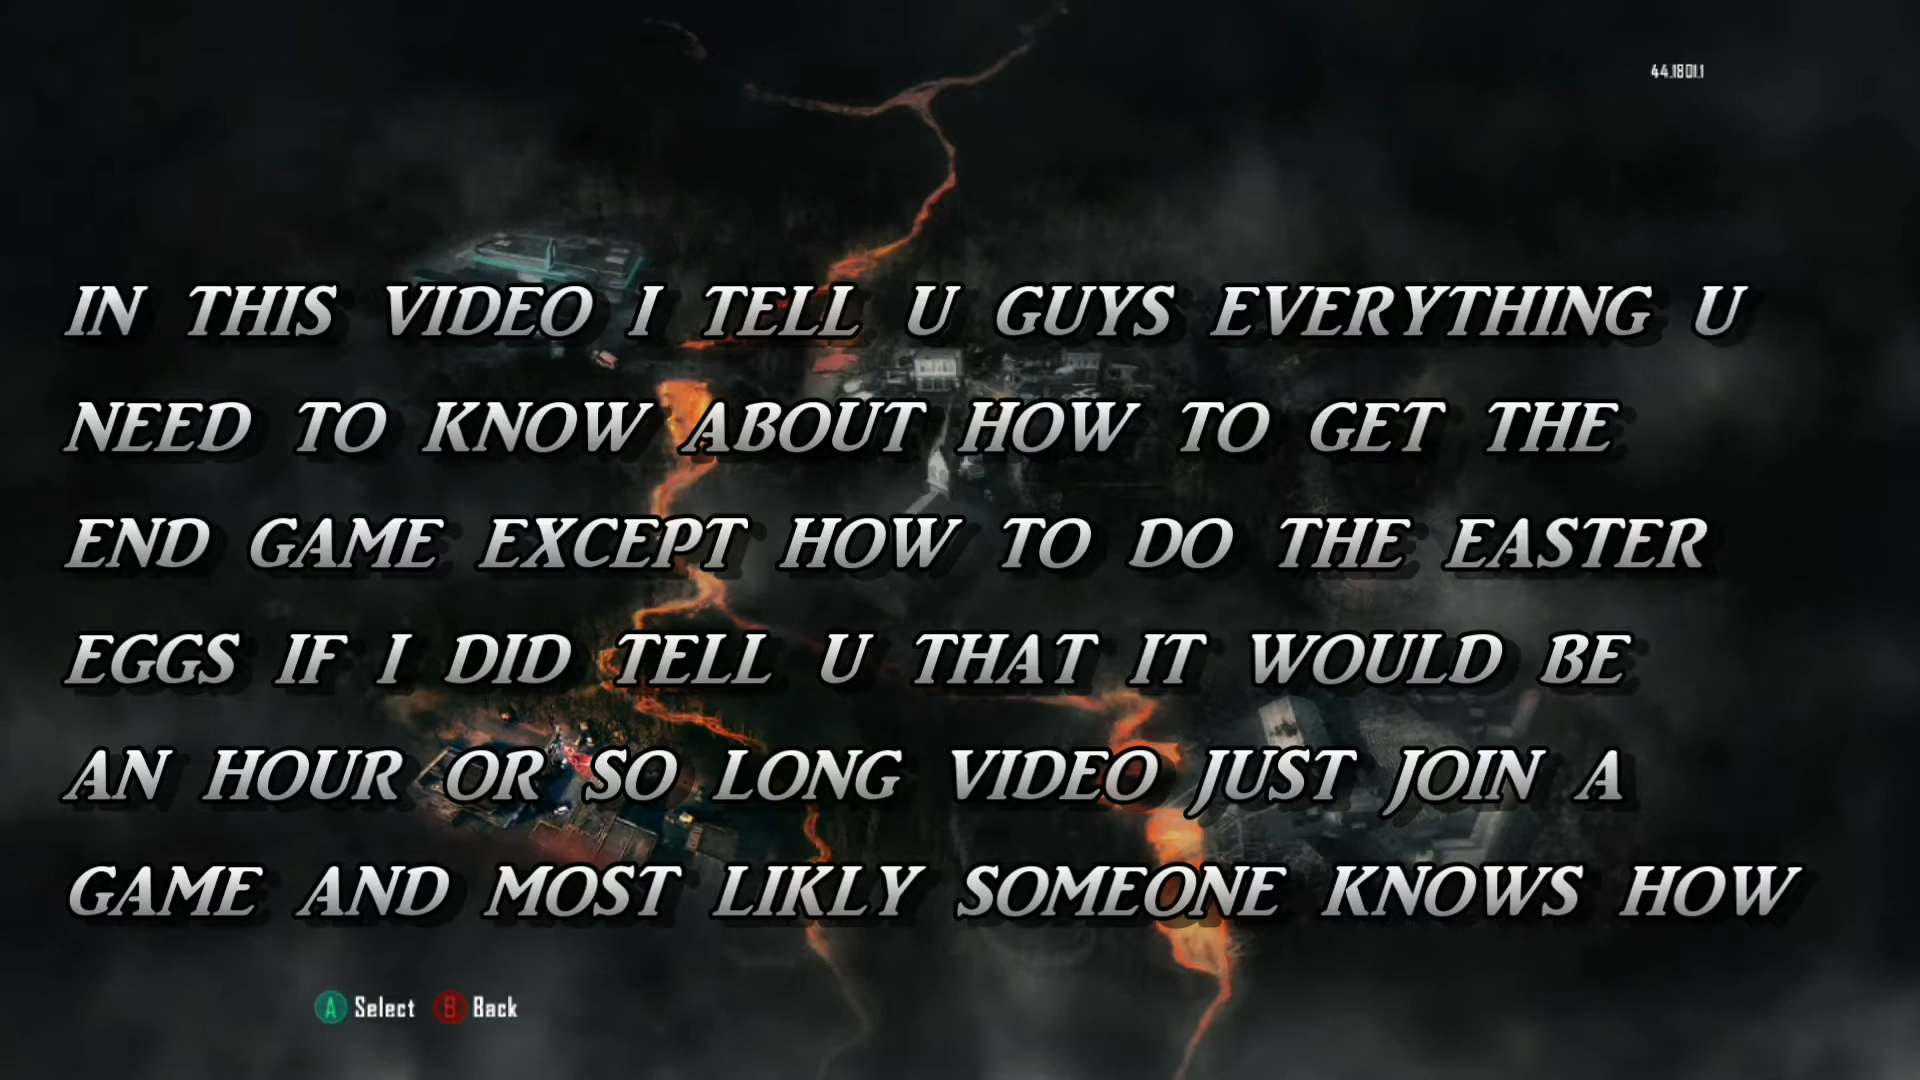 44.18.01.1
IN THIS VIDEO I TELL U GUYS EVERYTHING U
NEED TO KNOW ABOUT HOW TO GET THE
END GAME EXCEPT HOW TO DO THE EASTER
EGGS IF I DID TELL U THAT IT WOULD BE
AN HOUR OR SO LONG VIDEO JUST JOIN A
GAME AND MOST LIKLY SOMEONE KNOWS HOW
A Select B Back